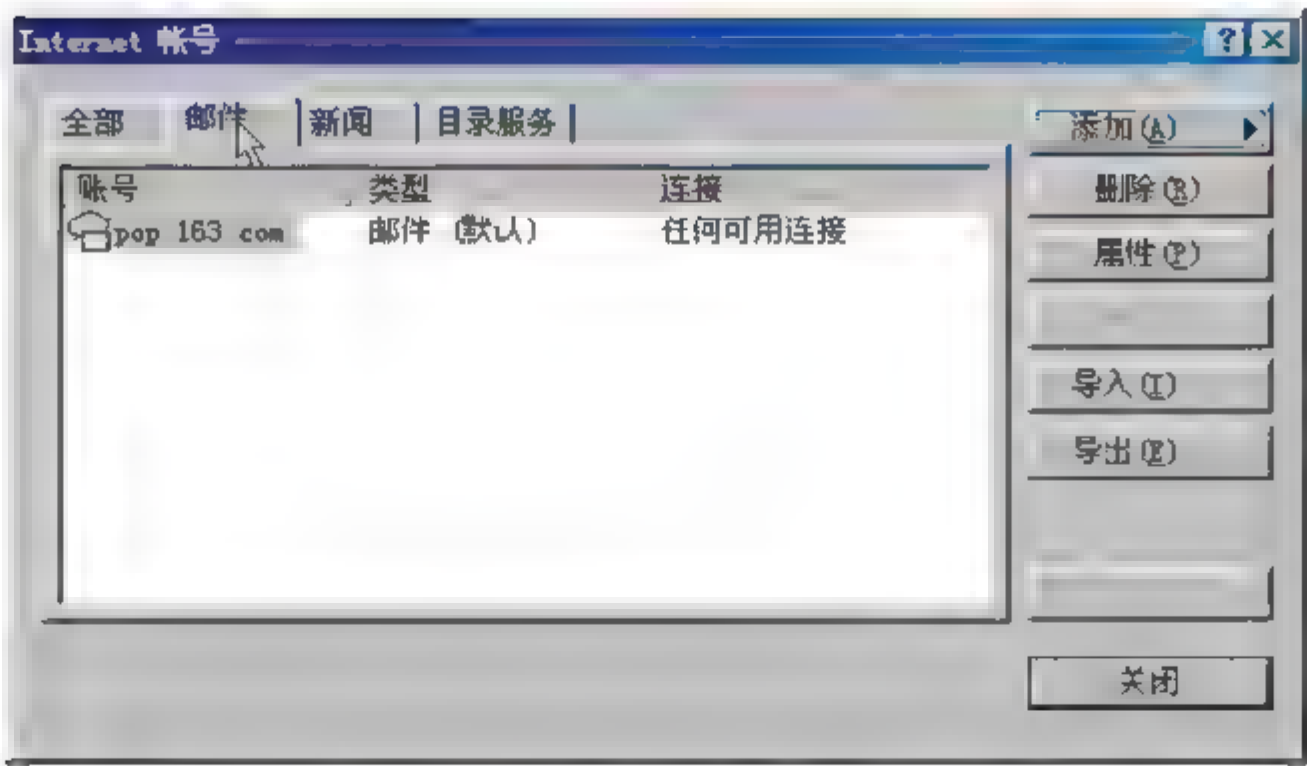 Internet 帐号
全部 邮件 新闻 目录服务
账号 类型 连接
pop 163 com 邮件 (默认) 任何可用连接
添加(A)
删除(R)
属性(P)
导入(I)
导出(E)
关闭